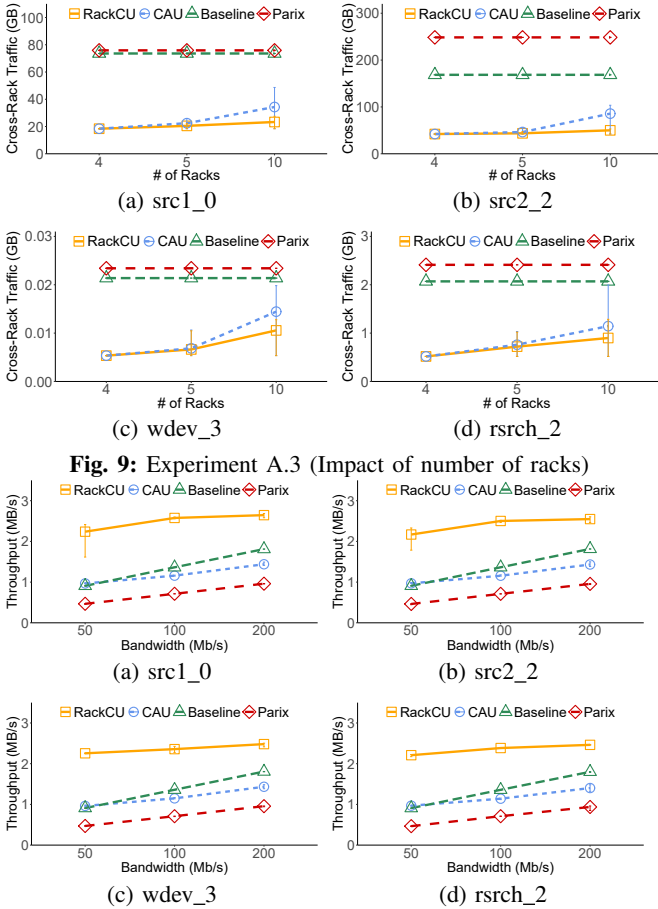 RackCU CAU Baseline Parix
RackCU CAU Baseline Parix
Cross-Rack Traffic (GB)
100
80
60
40
20
0
4 5 10
# of Racks
(a) src1_0
Cross-Rack Traffic (GB)
300
200
100
0
4 5 10
# of Racks
(b) src2_2
RackCU CAU Baseline Parix
RackCU CAU Baseline Parix
Cross-Rack Traffic (GB)
0.03
0.02
0.01
0.00
4 5 10
# of Racks
(c) wdev_3
Cross-Rack Traffic (GB)
3
2
1
0
4 5 10
# of Racks
(d) rsrch_2
Fig. 9: Experiment A.3 (Impact of number of racks)
RackCU CAU Baseline Parix
RackCU CAU Baseline Parix
Throughput (MB/s)
3
2
1
0
50 100 200
Bandwidth (Mb/s)
(a) src1_0
Throughput (MB/s)
3
2
1
0
50 100 200
Bandwidth (Mb/s)
(b) src2_2
RackCU CAU Baseline Parix
RackCU CAU Baseline Parix
Throughput (MB/s)
3
2
1
0
50 100 200
Bandwidth (Mb/s)
(c) wdev_3
Throughput (MB/s)
3
2
1
0
50 100 200
Bandwidth (Mb/s)
(d) rsrch_2